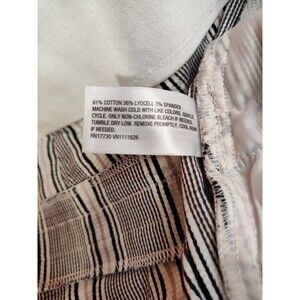 61% COTTON 36% LYOCELL 3% SPANDEX
MACHINE WASH COLD WITH LIKE COLORS, GENTLE
CYCLE. ONLY NON-CHLORINE BLEACH IF NEEDED.
TUMBLE DRY LOW. REMOVE PROMPTLY. COOL IRON
IF NEEDED.
RN17730 VN1111626